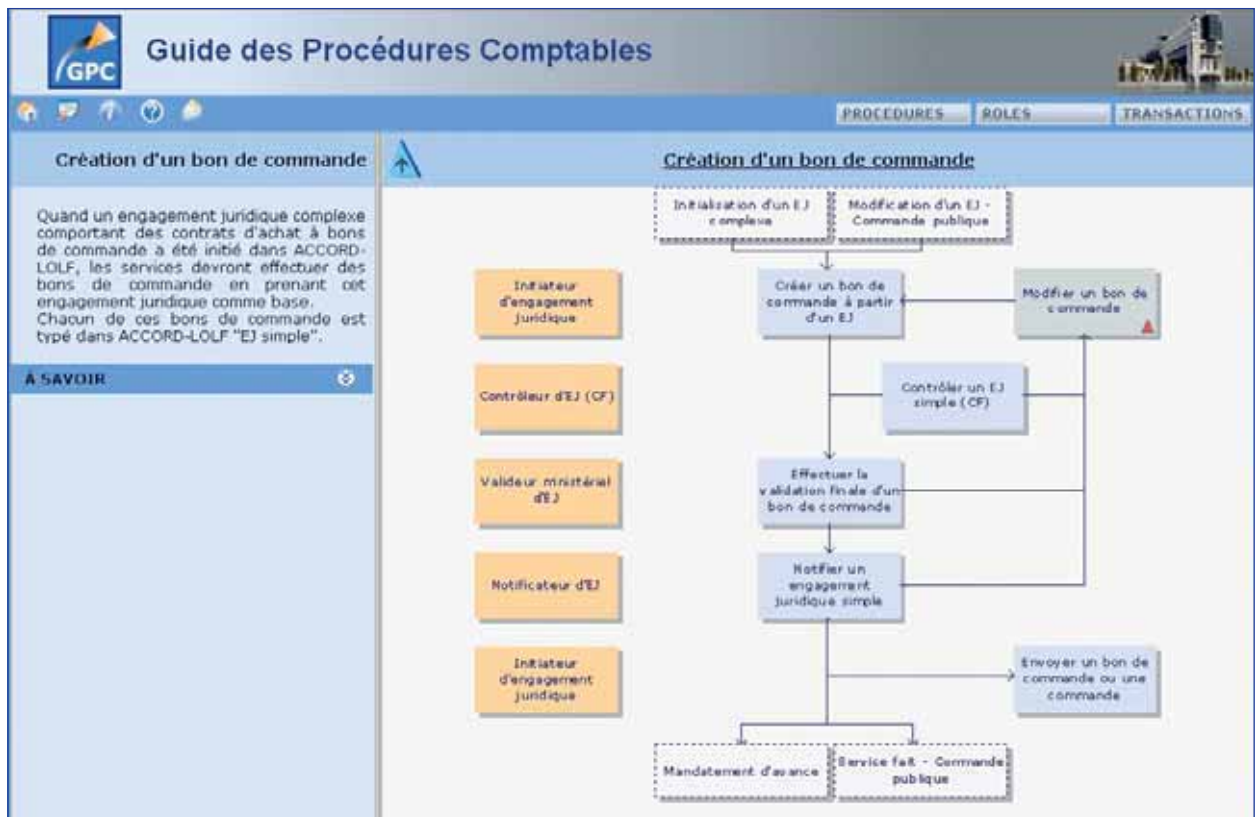 GPC
Guide des Procédures Comptables
PROCEDURES
ROLES
TRANSACTIONS
Création d'un bon de commande
Quand un engagement juridique complexe
comportant des contrats d'achat à bons
de commande a été initié dans ACCORD-
LOLF, les services devront effectuer des
bons de commande en prenant cet
engagement juridique comme base.
Chacun de ces bons de commande est
typé dans ACCORD-LOLF "EJ simple".
À SAVOIR
Création d'un bon de commande
Initialisation d'un EJ
complexe
Modification d'un EJ -
Commande publique
Initiateur
d'engagement
juridique
Créer un bon de
commande à partir
d'un EJ
Modifier un bon de
commande
Contrôleur d'EJ (CF)
Contrôler un EJ
simple (CF)
Valideur ministériel
d'EJ
Effectuer la
validation finale d'un
bon de commande
Notificateur d'EJ
Notifier un
engagement
juridique simple
Initiateur
d'engagement
juridique
Envoyer un bon de
commande ou une
commande
Mandatement d'avance
Service fait - Commande
publique